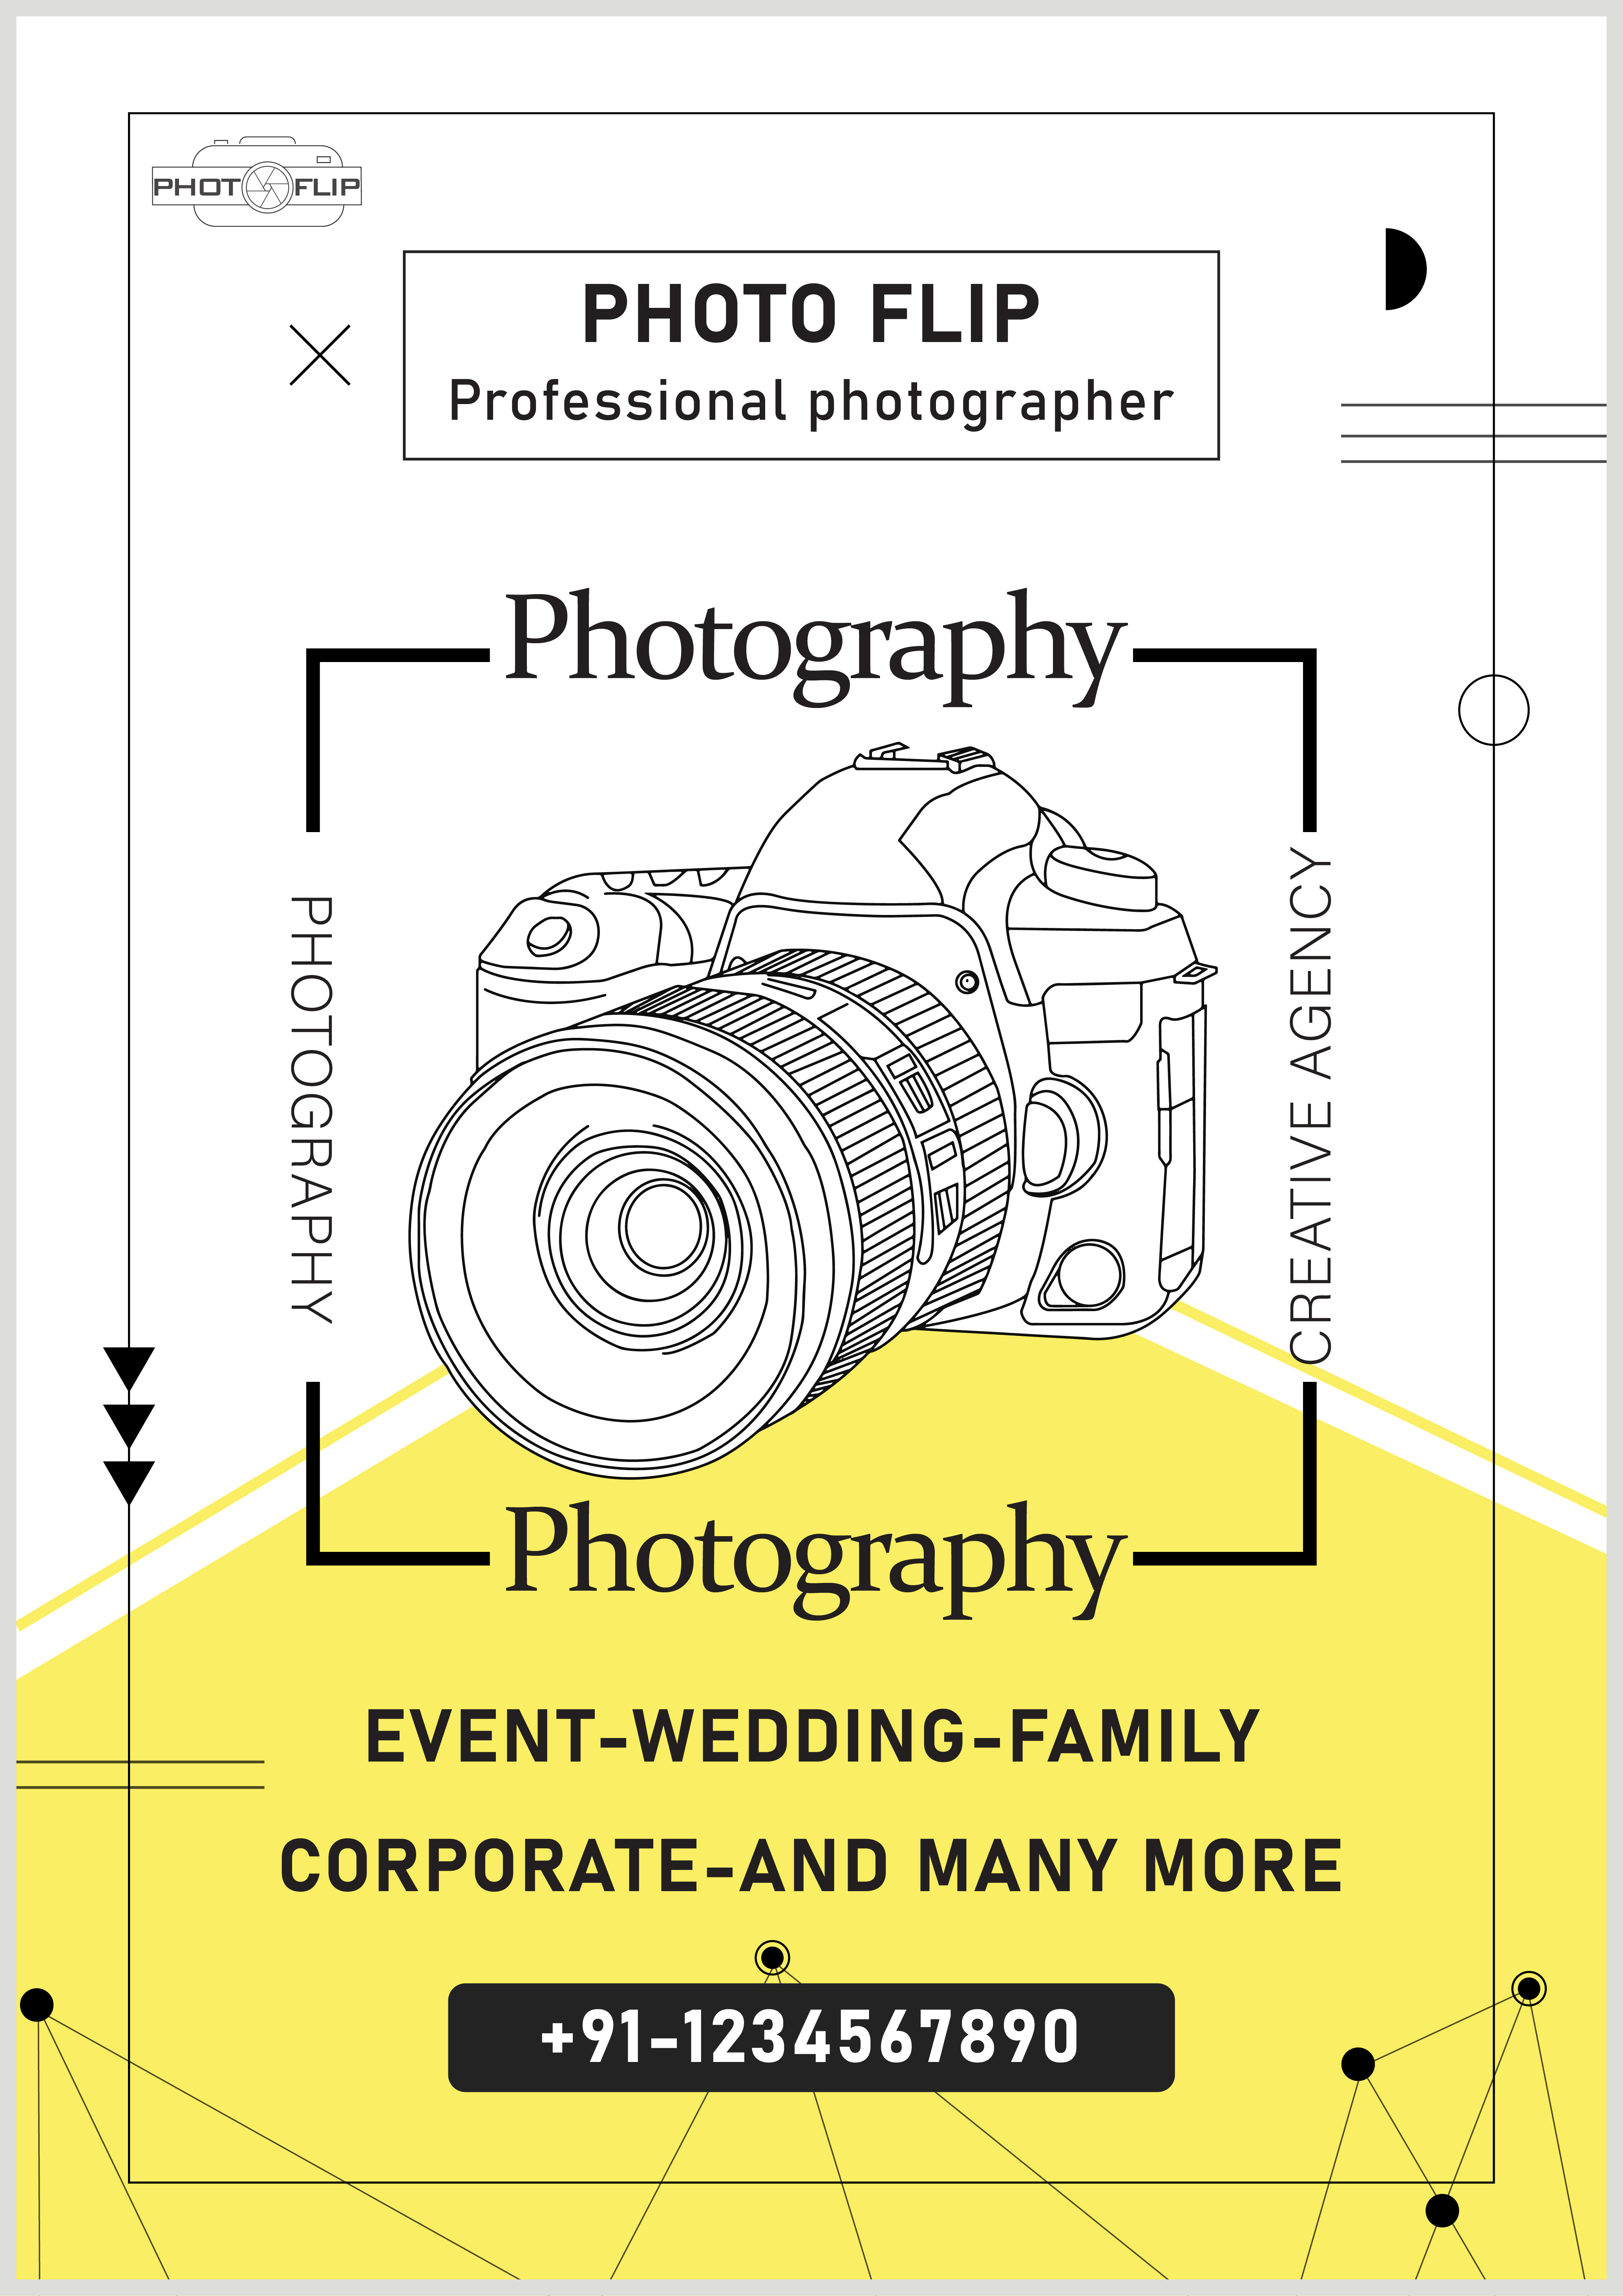 PHOT FLIP
PHOTO FLIP
Professional photographer
Photography
PHOTOGRAPHY
CREATIVE AGENCY
Photography
EVENT-WEDDING-FAMILY
CORPORATE-AND MANY MORE
+91-1234567890